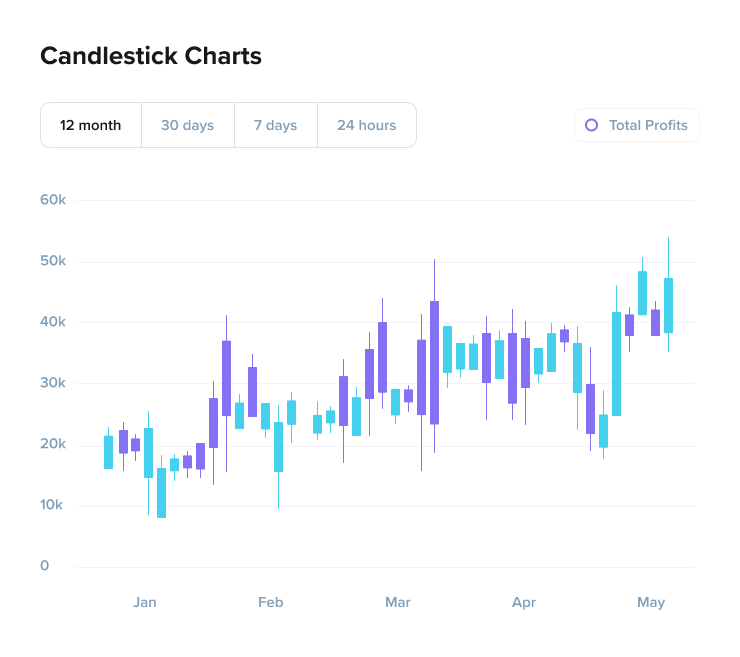 Candlestick Charts
12 month
30 days
7 days
24 hours
Total Profits
60k
50k
40k
30k
20k
10k
0
Jan
Feb
Mar
Apr
May